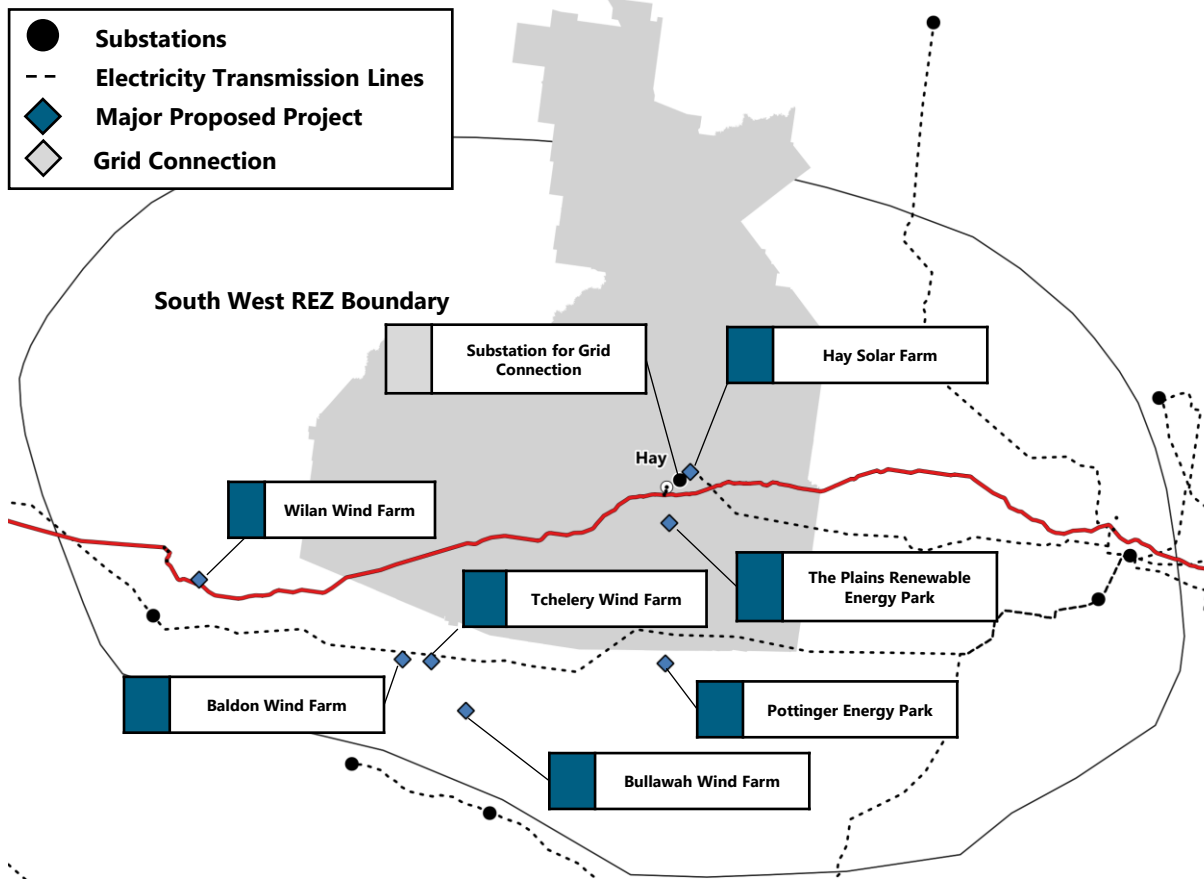 Substations
Electricity Transmission Lines
Major Proposed Project
Grid Connection
South West REZ Boundary
Substation for Grid
Connection
Hay Solar Farm
Hay
Wilan Wind Farm
Tchelery Wind Farm
The Plains Renewable
Energy Park
Baldon Wind Farm
Pottinger Energy Park
Bullawah Wind Farm